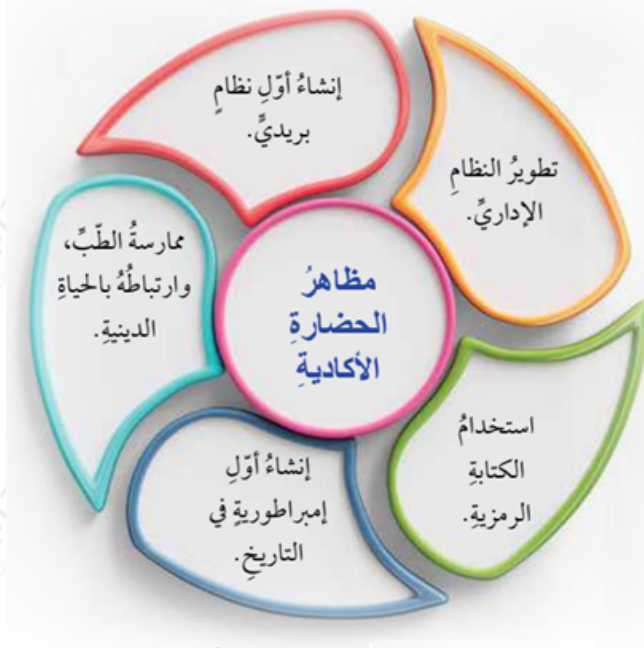 مظاهرُ
الحضارةِ
الأكاديةِ
تطويرُ النظامِ
الإداريِّ.
استخدامُ
الكتابةِ
الرمزيةِ.
إنشاءُ أوّلِ
إمبراطوريةٍ في
التاريخِ.
ممارسةُ الطّبِّ،
وارتباطُهُ بالحياةِ
الدينيةِ.
إنشاءُ أوّلِ نظامٍ
بريديٍّ.